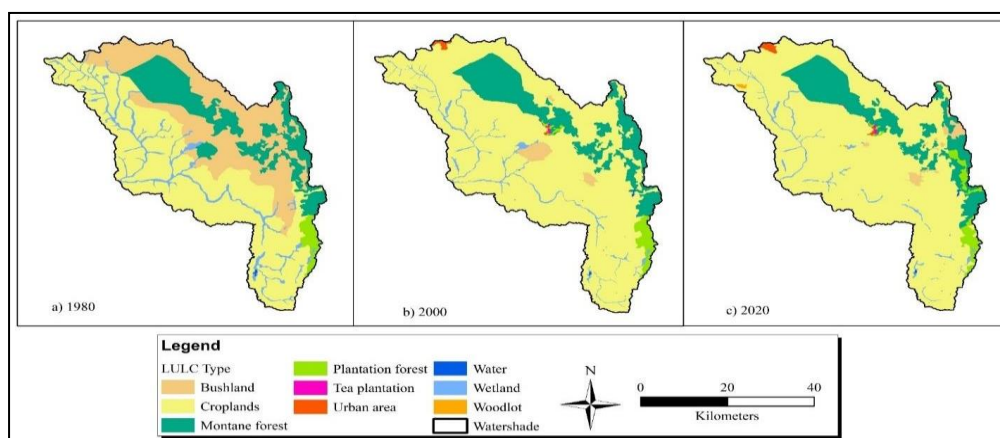 a) 1980
b) 2000
c) 2020
Legend
LULC Type
Bushland
Croplands
Montane forest
Plantation forest
Tea plantation
Urban area
Water
Wetland
Woodlot
Watershade
N
0 20 40
Kilometers